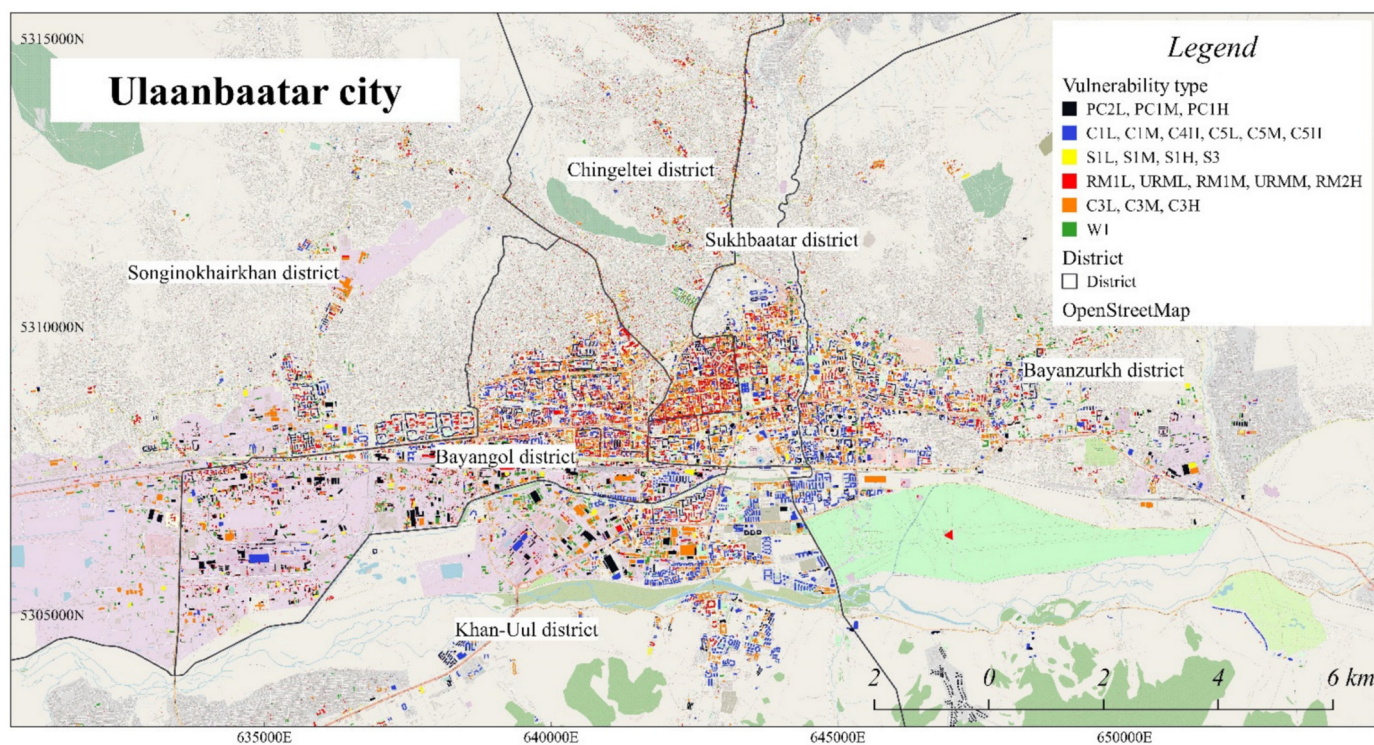 5315000N
Ulaanbaatar city
Legend
Vulnerability type
PC2L, PC1M, PC1H
C1L, C1M, C4H, C5L, C5M, C5H
S1L, S1M, S1H, S3
RM1L, URML, RM1M, URMM, RM2H
C3L, C3M, C3H
W1
District
District
OpenStreetMap
Chingeltei district
Sukhbaatar district
Songinokhairkhan district
5310000N
Bayanzurkh district
Bayangol district
5305000N
Khan-Uul district
2 0 2 4 6 km
635000E 640000E 645000E 650000E